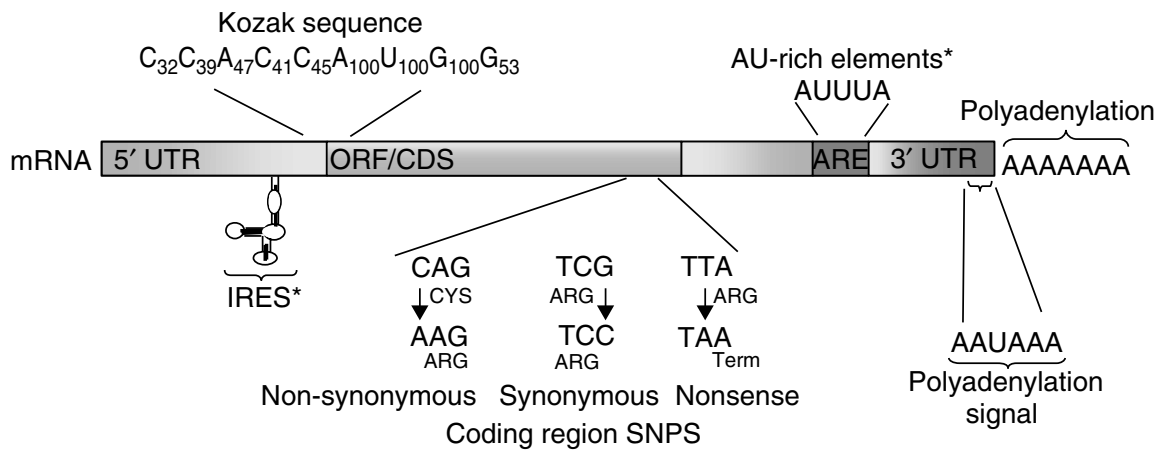 Kozak sequence
C32C39A47C41C45A100U100G100G53
AU-rich elements*
AUUUA
Polyadenylation
mRNA 5′ UTR ORF/CDS ARE 3′ UTR AAAAAAA
IRES*
CAG TCG TTA
CYS ARG ARG
AAG TCC TAA
ARG ARG Term
Non-synonymous Synonymous Nonsense
Coding region SNPS
AAUAAA
Polyadenylation
signal